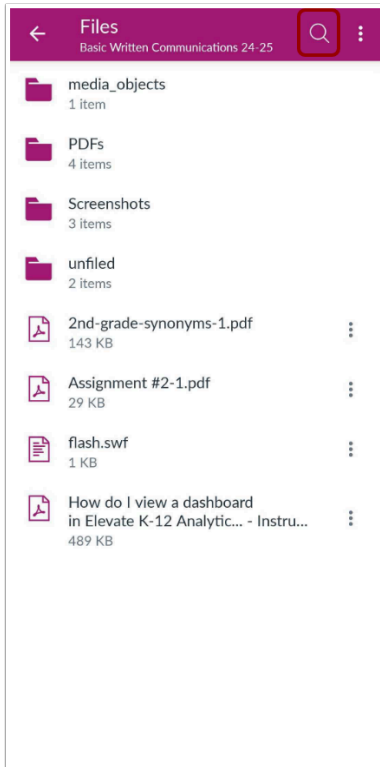 Files
Basic Written Communications 24-25
media_objects
1 item
PDFs
4 items
Screenshots
3 items
unfiled
2 items
2nd-grade-synonyms-1.pdf
143 KB
Assignment #2-1.pdf
29 KB
flash.swf
1 KB
How do I view a dashboard
in Elevate K-12 Analytic... - Instru...
489 KB